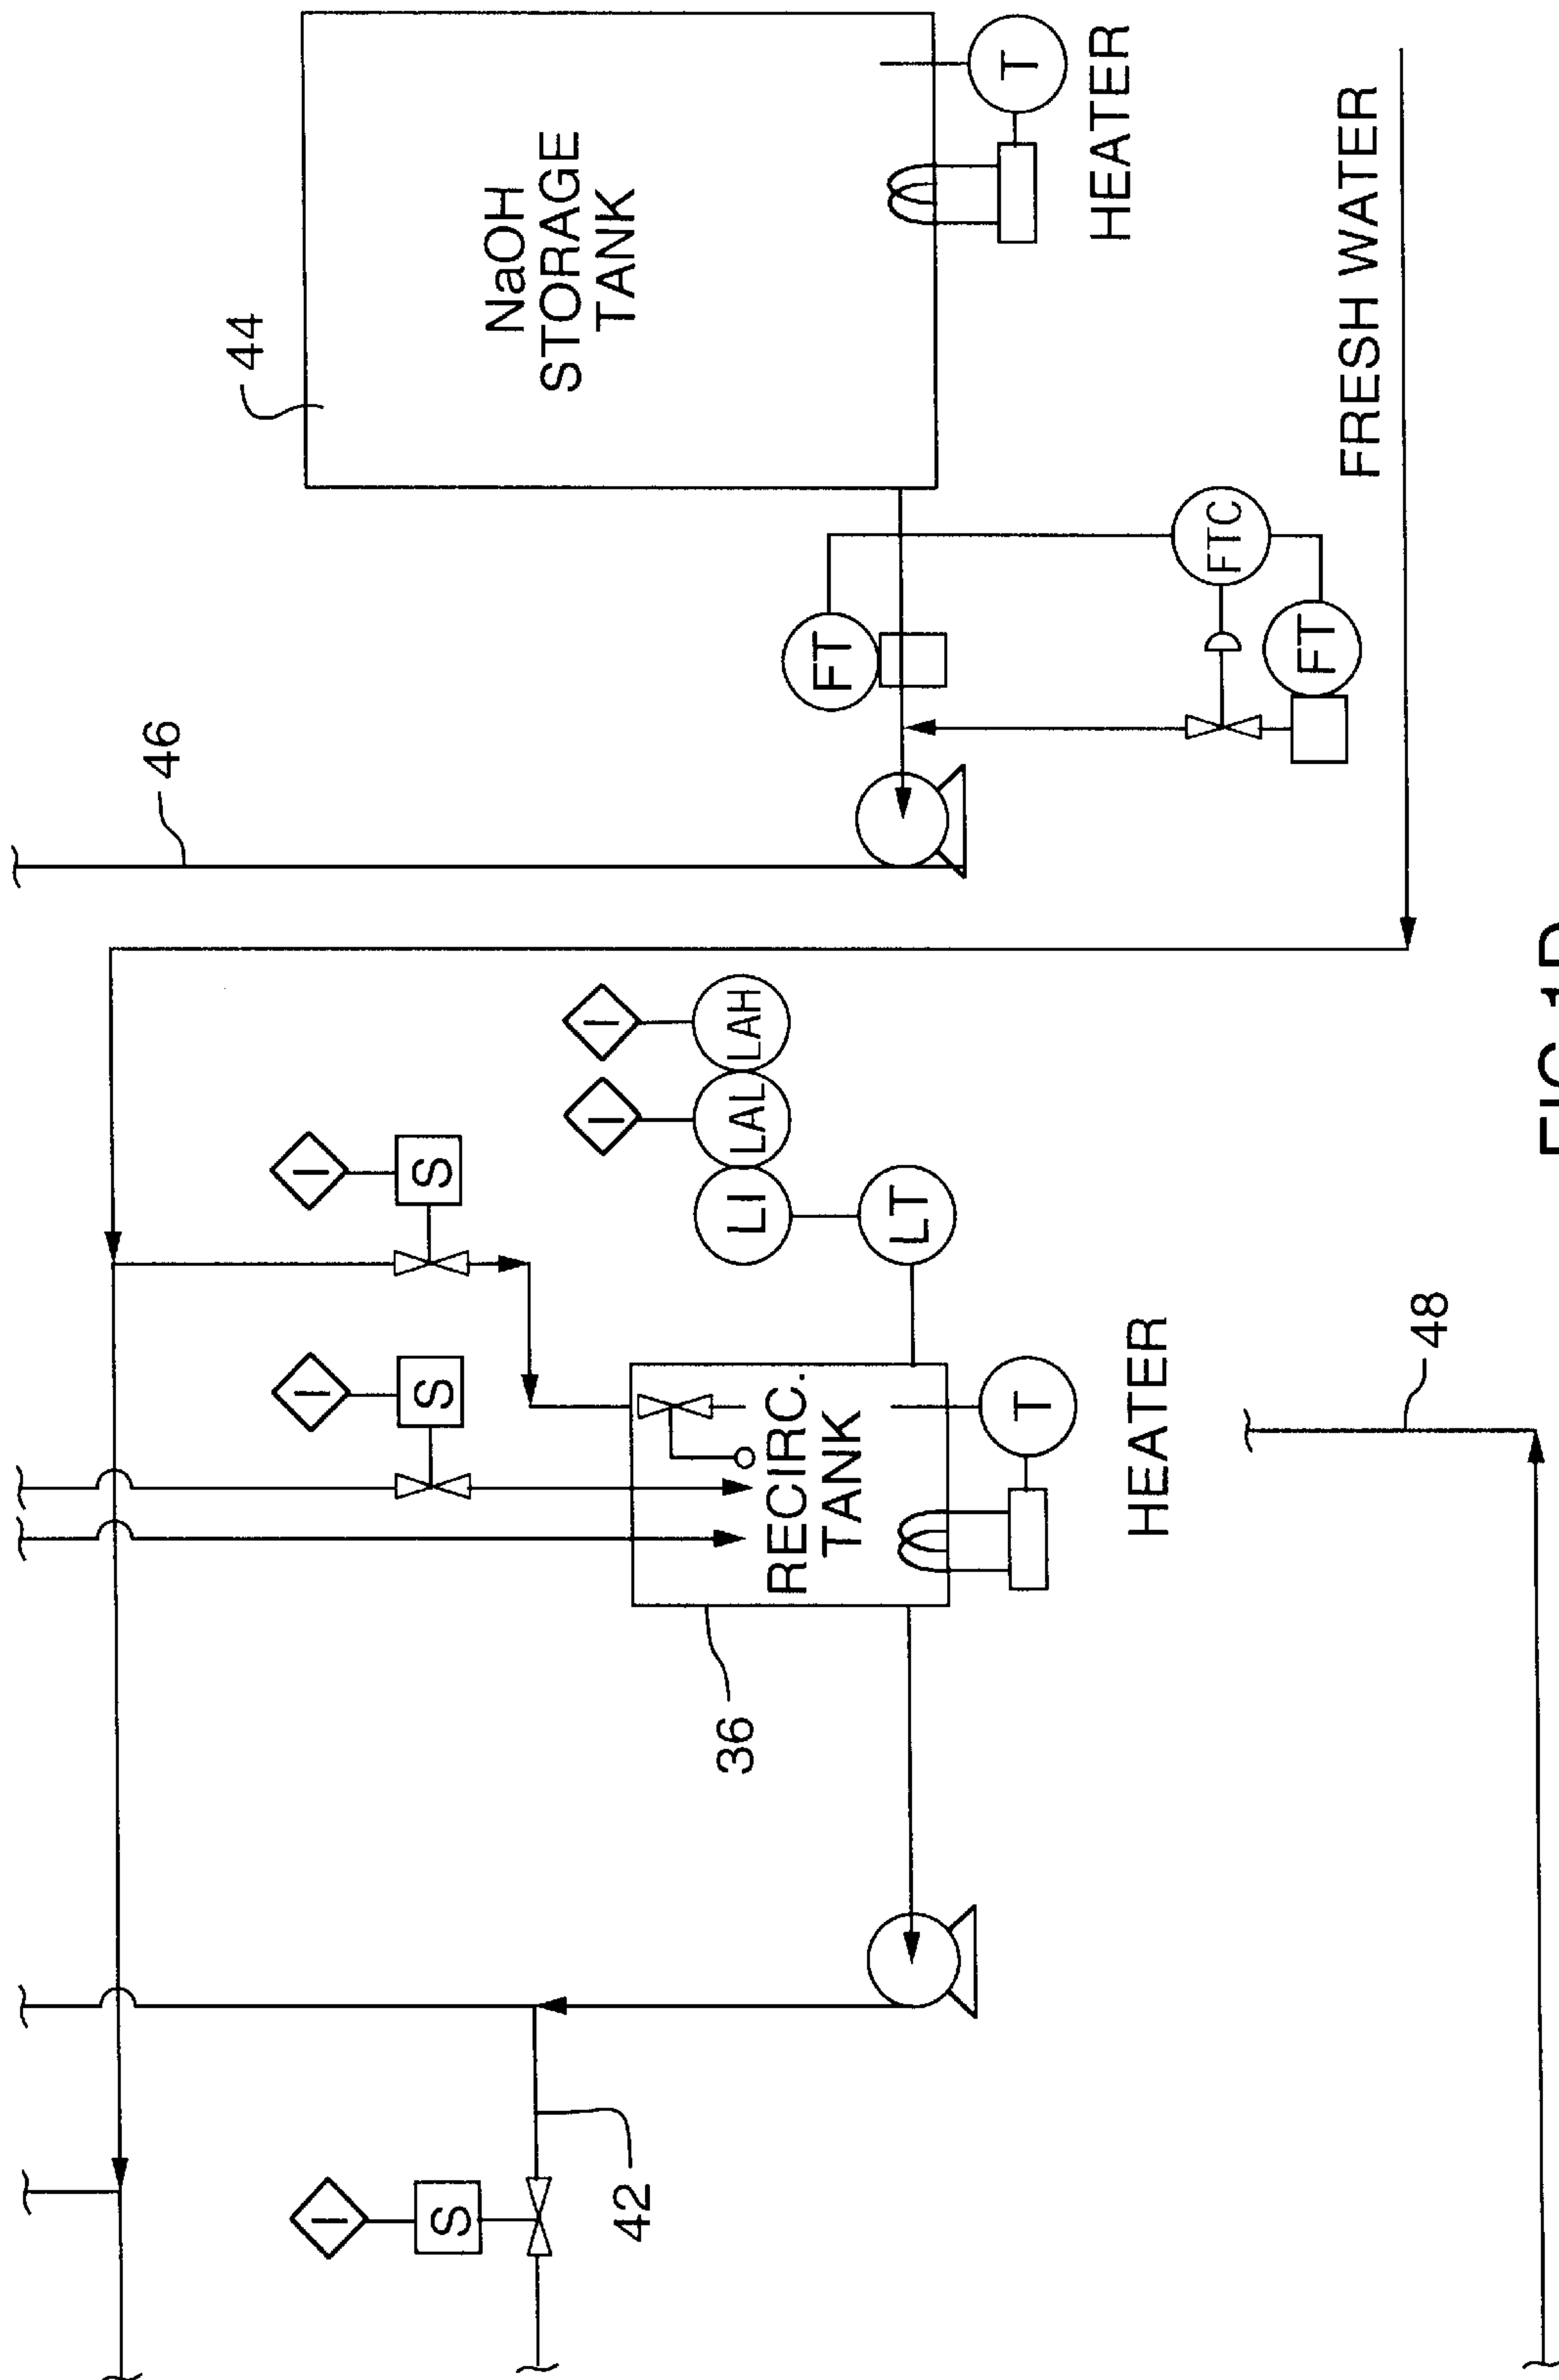 46
44
I
S
I
S
I
S
NaOH
STORAGE
TANK
I
I
42
36
LI LAL LAH
RECIRC.
TANK
FT
LT
T
T
HEATER
HEATER
FTC
FT
FRESH WATER
48